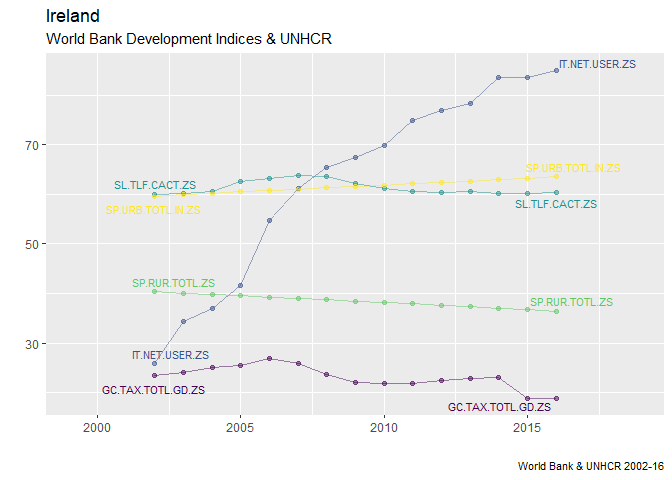 Ireland
World Bank Development Indices & UNHCR
IT.NET.USER.ZS
SP.URB.TOTL.IN.ZS
SL.TLF.CACT.ZS
SL.TLF.CACT.ZS
SP.URB.TOTL.IN.ZS
SP.RUR.TOTL.ZS
SP.RUR.TOTL.ZS
IT.NET.USER.ZS
GC.TAX.TOTL.GD.ZS
GC.TAX.TOTL.GD.ZS
70
50
30
2000 2005 2010 2015
World Bank & UNHCR 2002-16